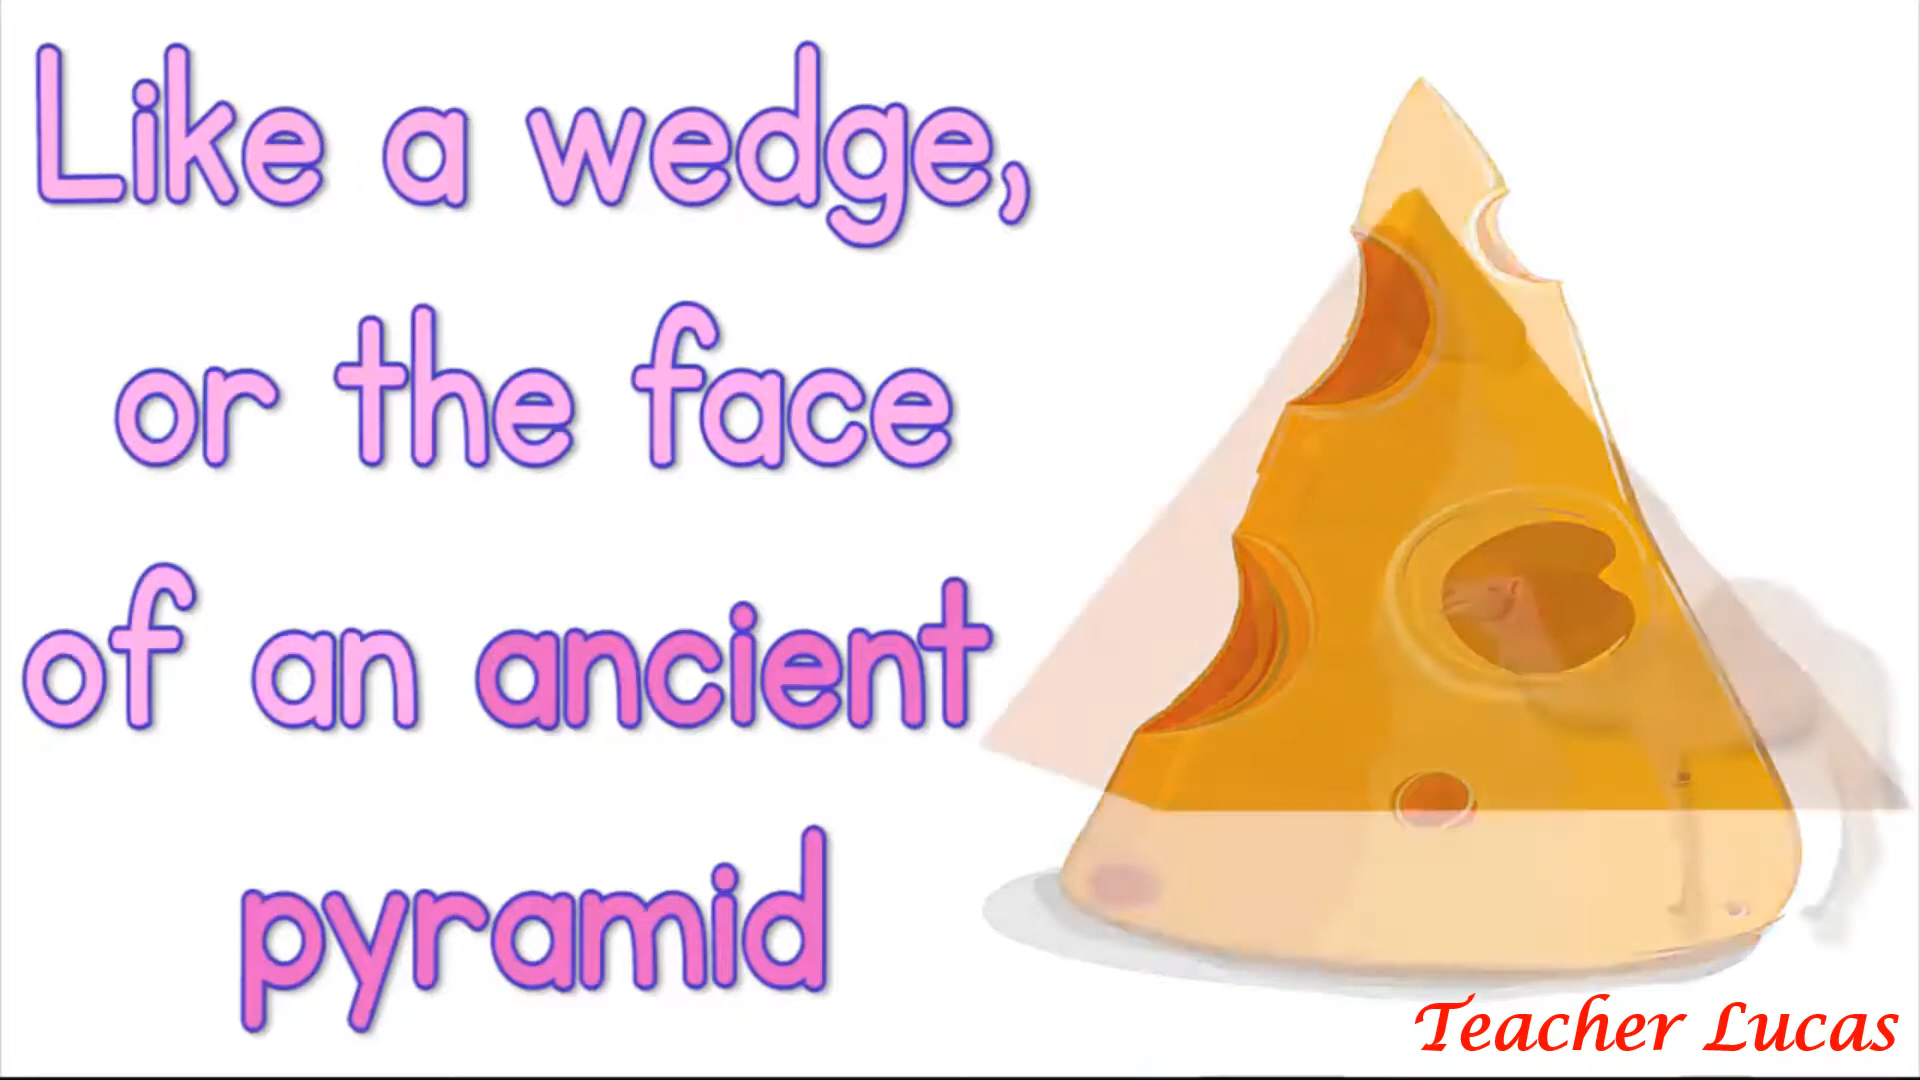 Like a wedge,
or the face
of an ancient
pyramid
Teacher Lucas